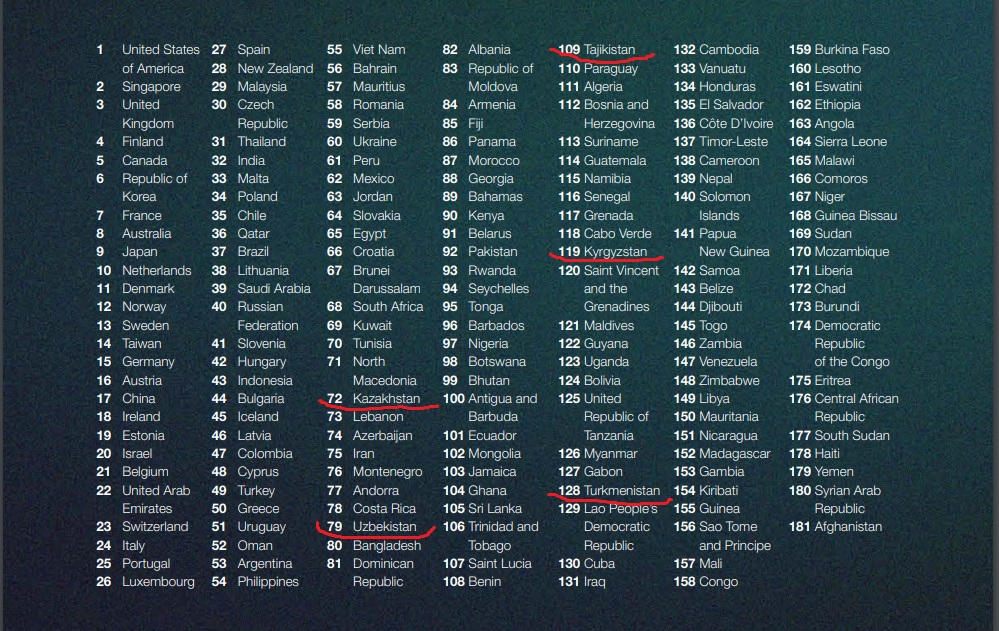 1 United States
of America
2 Singapore
3 United
Kingdom
4 Finland
5 Canada
6 Republic of
Korea
7 France
8 Australia
9 Japan
10 Netherlands
11 Denmark
12 Norway
13 Sweden
14 Taiwan
15 Germany
16 Austria
17 China
18 Ireland
19 Estonia
20 Israel
21 Belgium
22 United Arab
Emirates
23 Switzerland
24 Italy
25 Portugal
26 Luxembourg
27 Spain
28 New Zealand
29 Malaysia
30 Czech
Republic
31 Thailand
32 India
33 Malta
34 Poland
35 Chile
36 Qatar
37 Brazil
38 Lithuania
39 Saudi Arabia
40 Russian
Federation
41 Slovenia
42 Hungary
43 Indonesia
44 Bulgaria
45 Iceland
46 Latvia
47 Colombia
48 Cyprus
49 Turkey
50 Greece
51 Uruguay
52 Oman
53 Argentina
54 Philippines
55 Viet Nam
56 Bahrain
57 Mauritius
58 Romania
59 Serbia
60 Ukraine
61 Peru
62 Mexico
63 Jordan
64 Slovakia
65 Egypt
66 Croatia
67 Brunei
Darussalam
68 South Africa
69 Kuwait
70 Tunisia
71 North
Macedonia
72 Kazakhstan
73 Lebanon
74 Azerbaijan
75 Iran
76 Montenegro
77 Andorra
78 Costa Rica
79 Uzbekistan
80 Bangladesh
81 Dominican
Republic
82 Albania
83 Republic of
Moldova
84 Armenia
85 Fiji
86 Panama
87 Morocco
88 Georgia
89 Bahamas
90 Kenya
91 Belarus
92 Pakistan
93 Rwanda
94 Seychelles
95 Tonga
96 Barbados
97 Nigeria
98 Botswana
99 Bhutan
100 Antigua and
Barbuda
101 Ecuador
102 Mongolia
103 Jamaica
104 Ghana
105 Sri Lanka
106 Trinidad and
Tobago
107 Saint Lucia
108 Benin
109 Tajikistan
110 Paraguay
111 Algeria
112 Bosnia and
Herzegovina
113 Suriname
114 Guatemala
115 Namibia
116 Senegal
117 Grenada
118 Cabo Verde
119 Kyrgyzstan
120 Saint Vincent
and the
Grenadines
121 Maldives
122 Guyana
123 Uganda
124 Bolivia
125 United
Republic of
Tanzania
126 Myanmar
127 Gabon
128 Turkmenistan
129 Lao People's
Democratic
Republic
130 Cuba
131 Iraq
132 Cambodia
133 Vanuatu
134 Honduras
135 El Salvador
136 Côte D'Ivoire
137 Timor-Leste
138 Cameroon
139 Nepal
140 Solomon
Islands
141 Papua
New Guinea
142 Samoa
143 Belize
144 Djibouti
145 Togo
146 Zambia
147 Venezuela
148 Zimbabwe
149 Libya
150 Mauritania
151 Nicaragua
152 Madagascar
153 Gambia
154 Kiribati
155 Guinea
156 Sao Tome
and Principe
157 Mali
158 Congo
159 Burkina Faso
160 Lesotho
161 Eswatini
162 Ethiopia
163 Angola
164 Sierra Leone
165 Malawi
166 Comoros
167 Niger
168 Guinea Bissau
169 Sudan
170 Mozambique
171 Liberia
172 Chad
173 Burundi
174 Democratic
Republic
of the Congo
175 Eritrea
176 Central African
Republic
177 South Sudan
178 Haiti
179 Yemen
180 Syrian Arab
Republic
181 Afghanistan